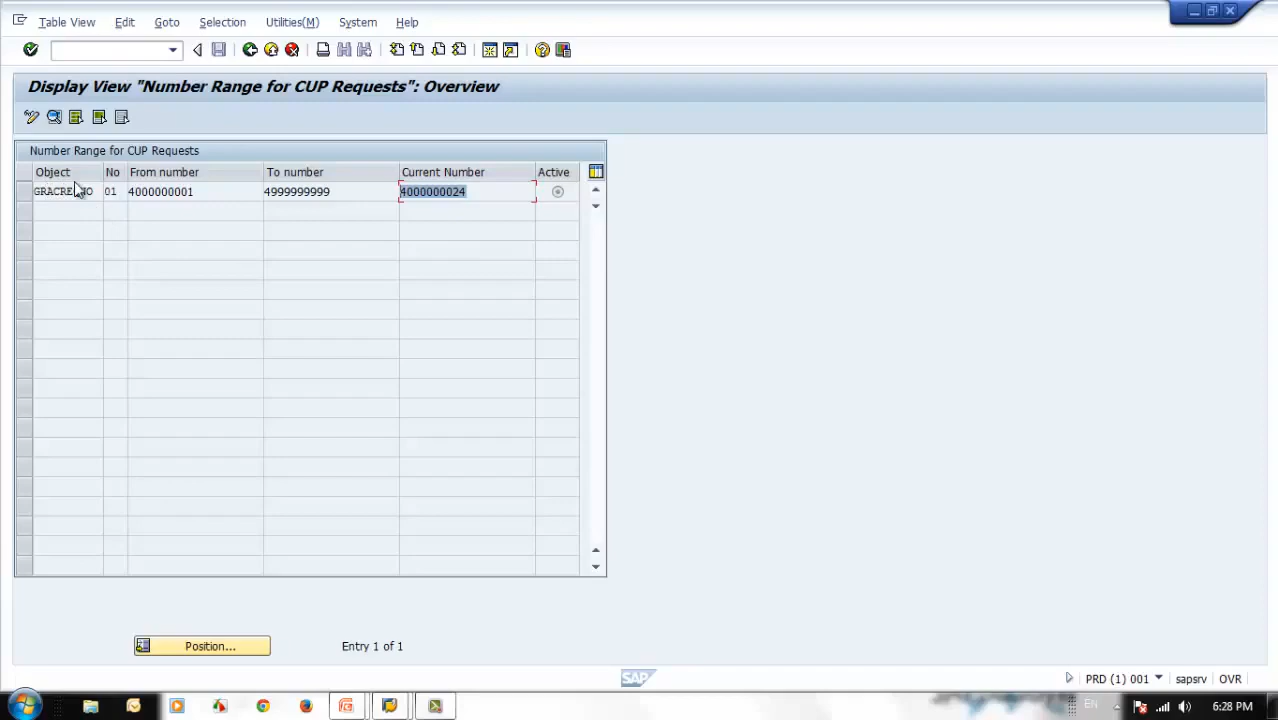 Table View Edit Goto Selection Utilities(M) System Help
Display View "Number Range for CUP Requests": Overview
Number Range for CUP Requests
Object No From number To number Current Number Active
01 4000000001 4999999999 4000000024
Position... Entry 1 of 1
SAP PRD (1) 001 sapsrv OVR
EN 6:28 PM